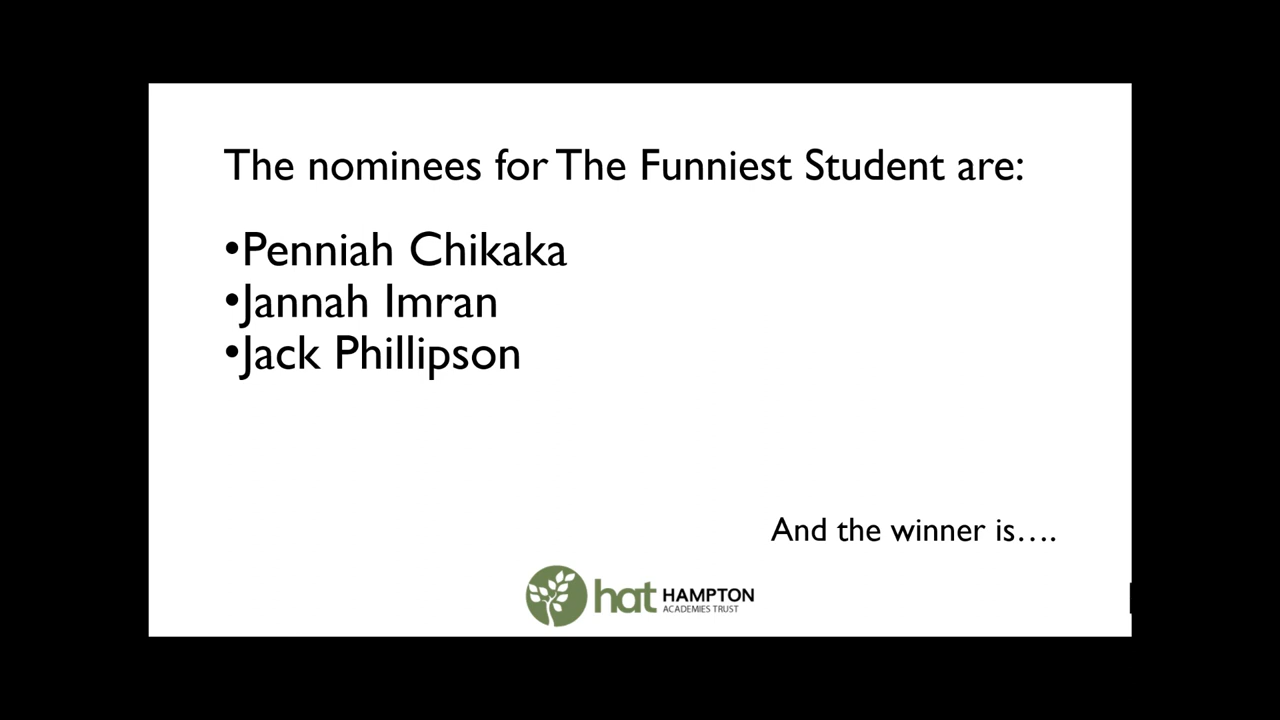 The nominees for The Funniest Student are:
•Penniah Chikaka
•Jannah Imran
•Jack Phillipson
And the winner is….
hat HAMPTON
ACADEMIES TRUST